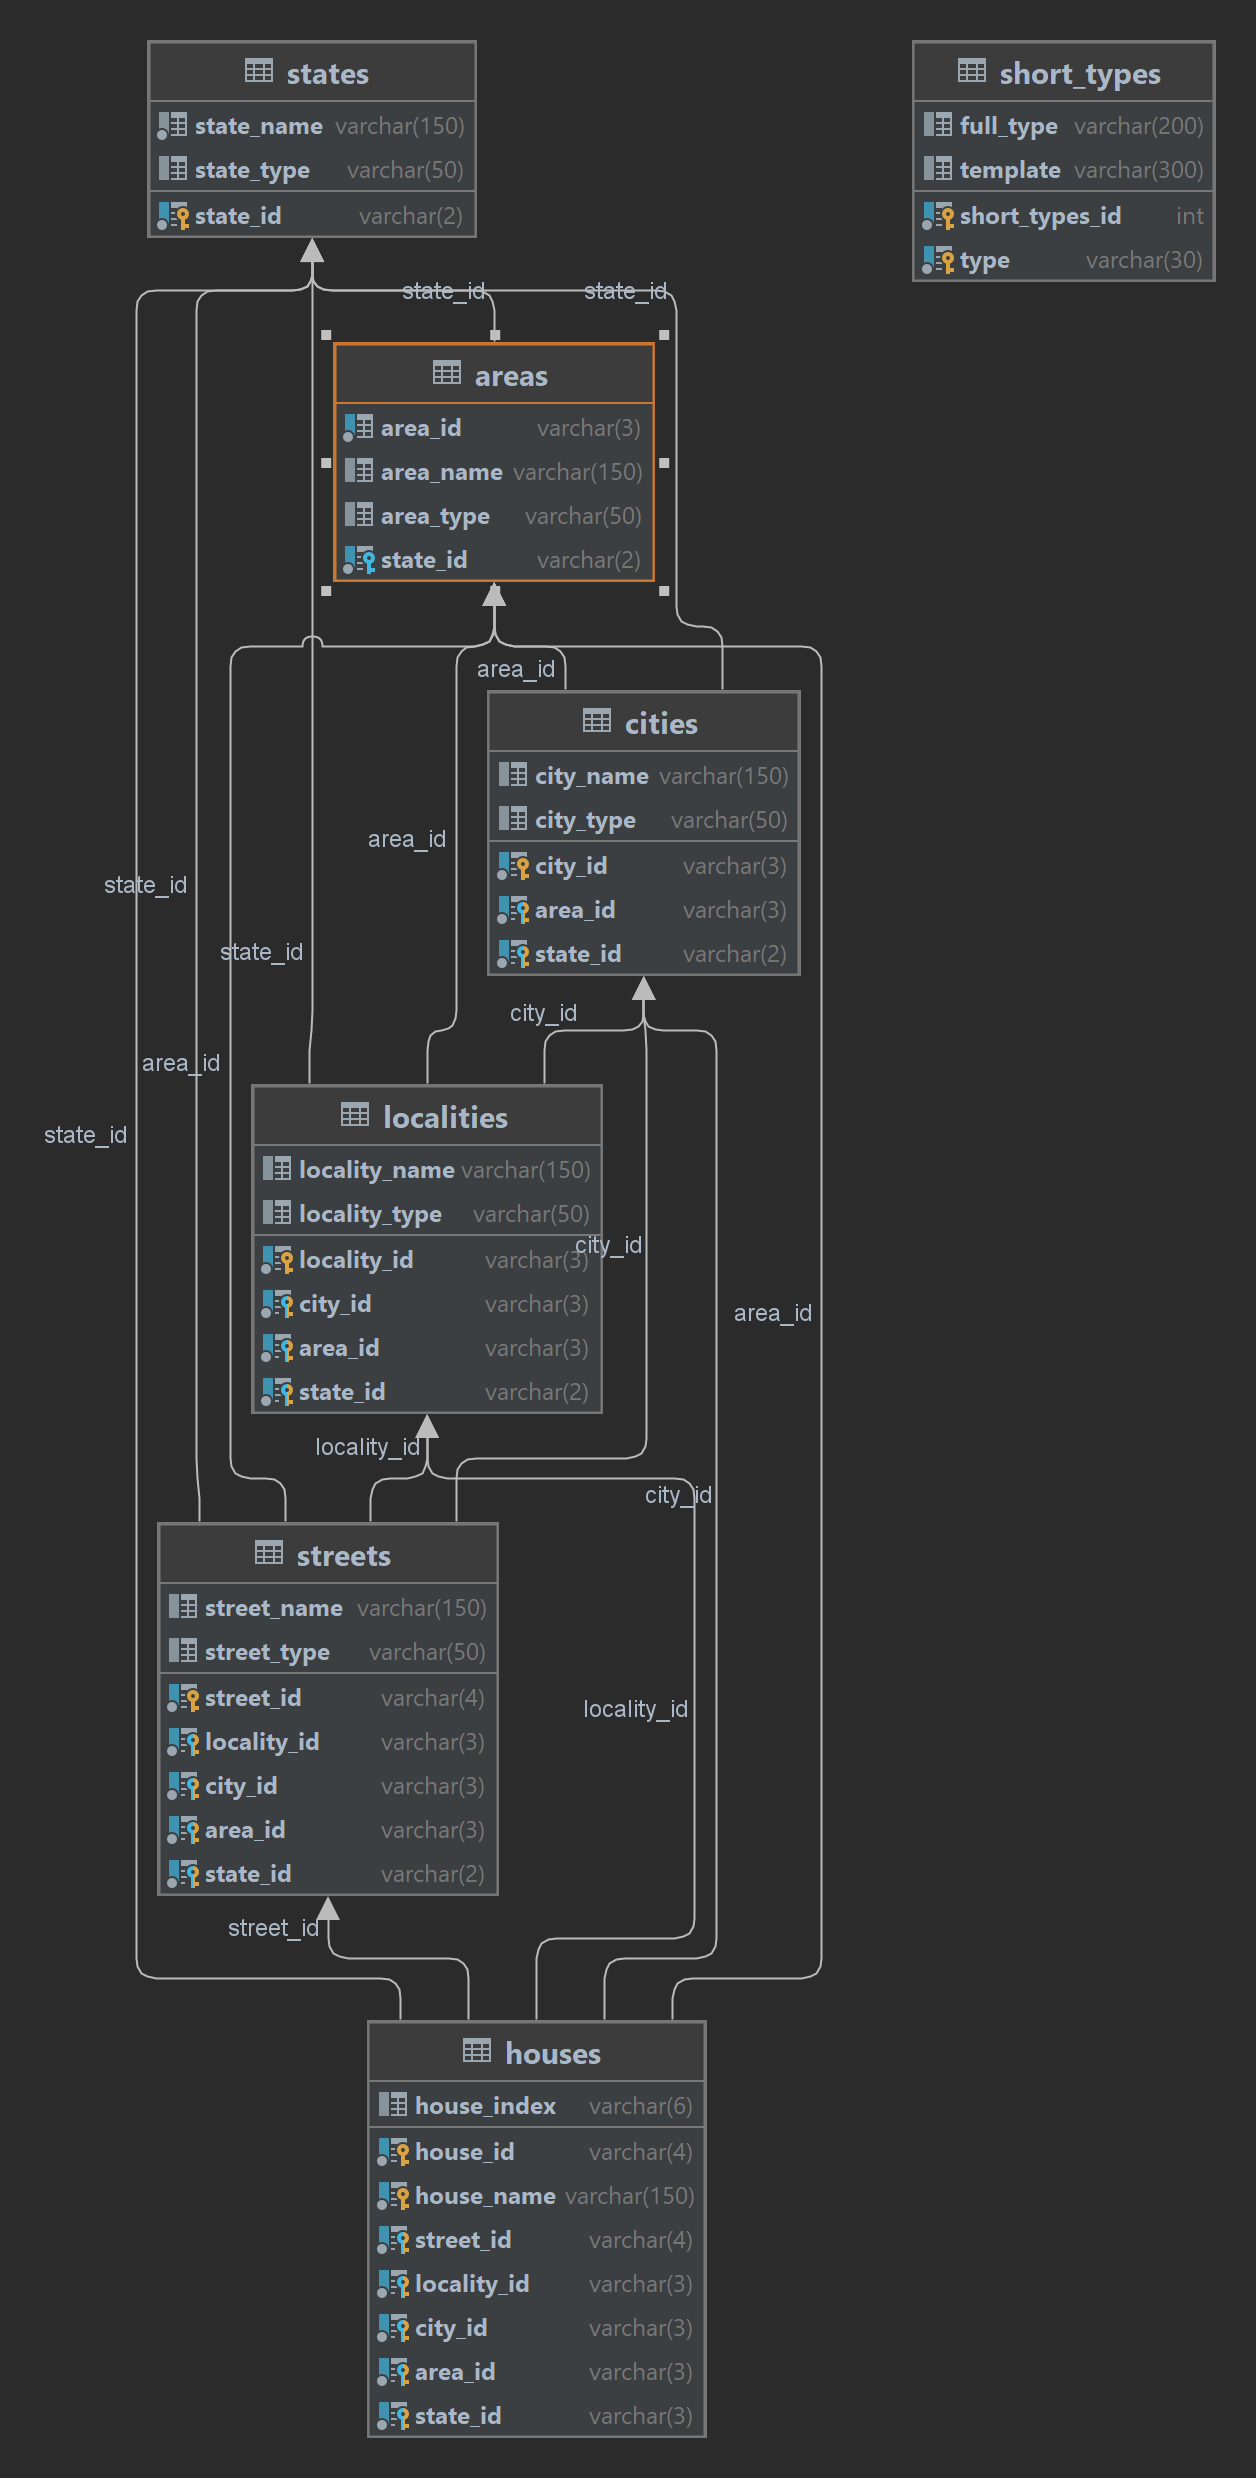 states
state_name varchar(150)
state_type varchar(50)
state_id varchar(2)
short_types
full_type varchar(200)
template varchar(300)
short_types_id int
type varchar(30)
state_id
state_id
areas
area_id varchar(3)
area_name varchar(150)
area_type varchar(50)
state_id varchar(2)
area_id
cities
city_name varchar(150)
city_type varchar(50)
city_id varchar(3)
area_id varchar(3)
state_id varchar(2)
area_id
state_id
state_id
city_id
area_id
state_id
localities
locality_name varchar(150)
locality_type varchar(50)
locality_id varchar(3)
city_id varchar(3)
area_id varchar(3)
state_id varchar(2)
city_id
area_id
locality_id
city_id
streets
street_name varchar(150)
street_type varchar(50)
street_id varchar(4)
locality_id varchar(3)
city_id varchar(3)
area_id varchar(3)
state_id varchar(2)
locality_id
street_id
houses
house_index varchar(6)
house_id varchar(4)
house_name varchar(150)
street_id varchar(4)
locality_id varchar(3)
city_id varchar(3)
area_id varchar(3)
state_id varchar(3)